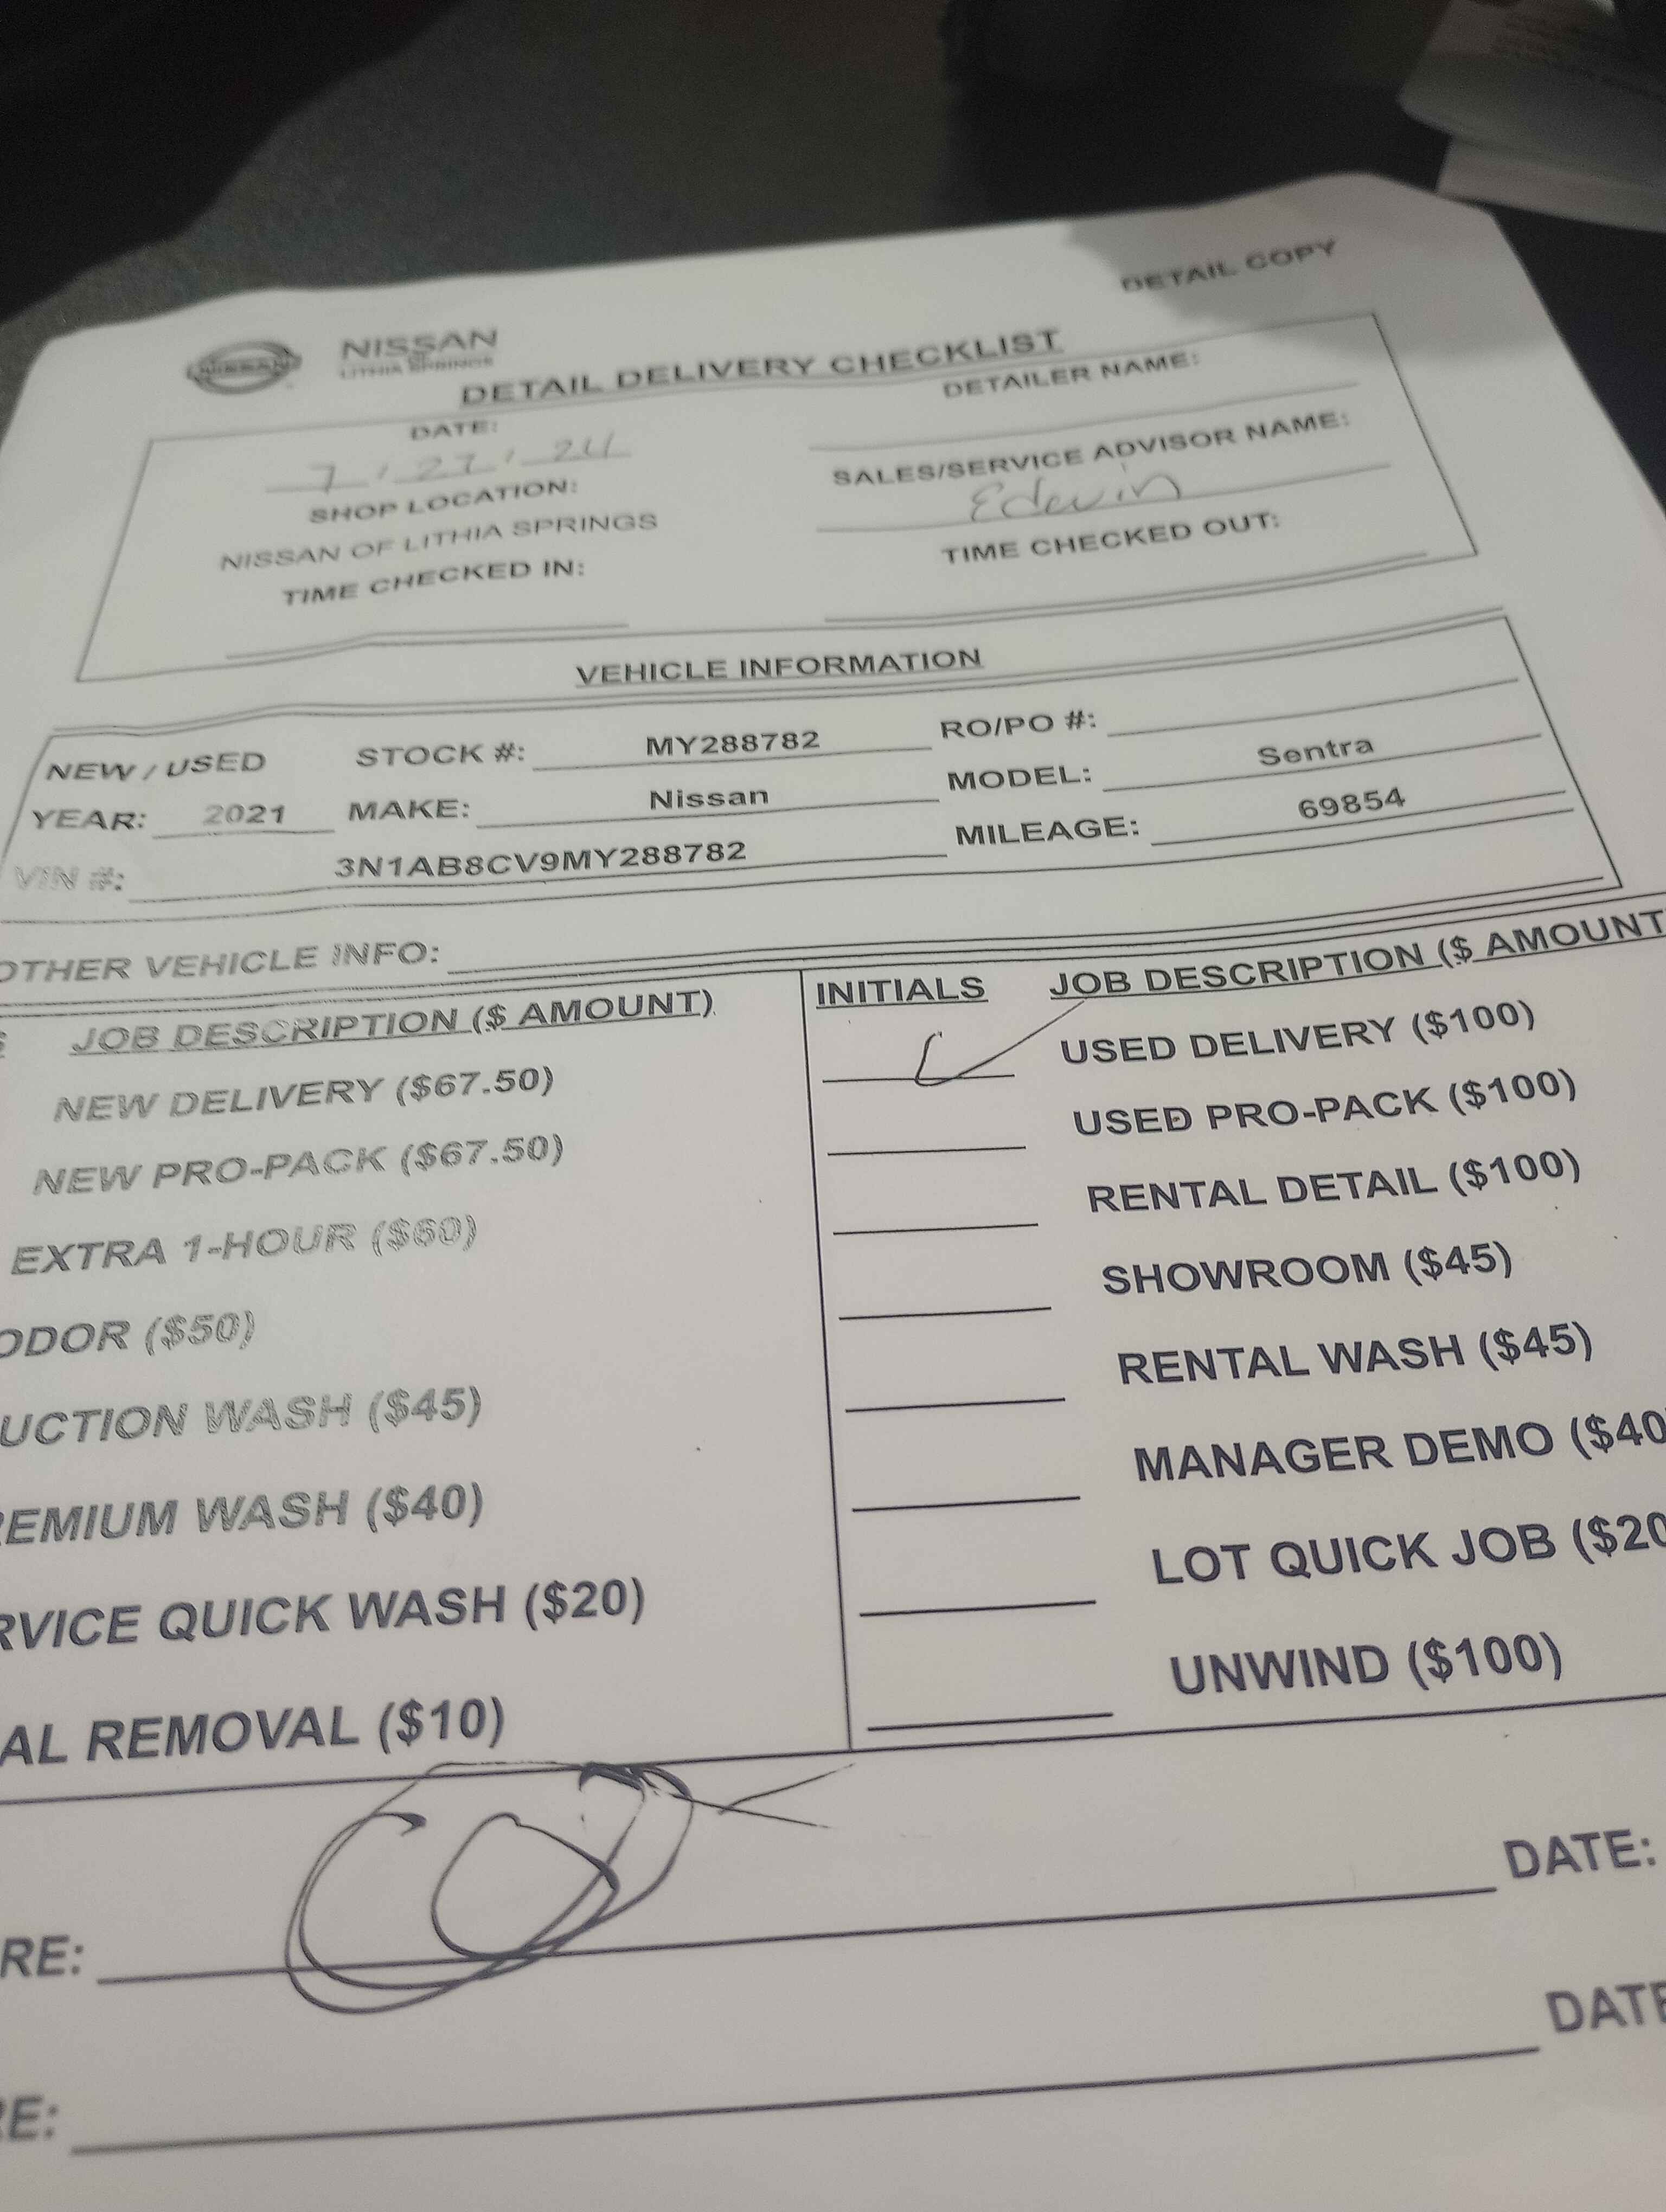 DETAIL COPY
NISSAN
NISSAN
OF
LITHIA SPRINGS
DETAIL DELIVERY CHECKLIST
DATE: DETAILER NAME:
7 / 27 / 24
SHOP LOCATION: SALES/SERVICE ADVISOR NAME:
NISSAN OF LITHIA SPRINGS Edwin
TIME CHECKED IN: TIME CHECKED OUT:
VEHICLE INFORMATION
NEW / USED STOCK #: MY288782 RO/PO #:
YEAR: 2021 MAKE: Nissan MODEL: Sentra
VIN #: 3N1AB8CV9MY288782 MILEAGE: 69854
OTHER VEHICLE INFO:
S JOB DESCRIPTION ($ AMOUNT) INITIALS JOB DESCRIPTION ($ AMOUNT
NEW DELIVERY ($67.50) USED DELIVERY ($100)
NEW PRO-PACK ($67.50) USED PRO-PACK ($100)
EXTRA 1-HOUR ($60) RENTAL DETAIL ($100)
ODOR ($50) SHOWROOM ($45)
UCTION WASH ($45) RENTAL WASH ($45)
REMIUM WASH ($40) MANAGER DEMO ($40
RVICE QUICK WASH ($20) LOT QUICK JOB ($20
AL REMOVAL ($10) UNWIND ($100)
RE: DATE:
RE: DATE